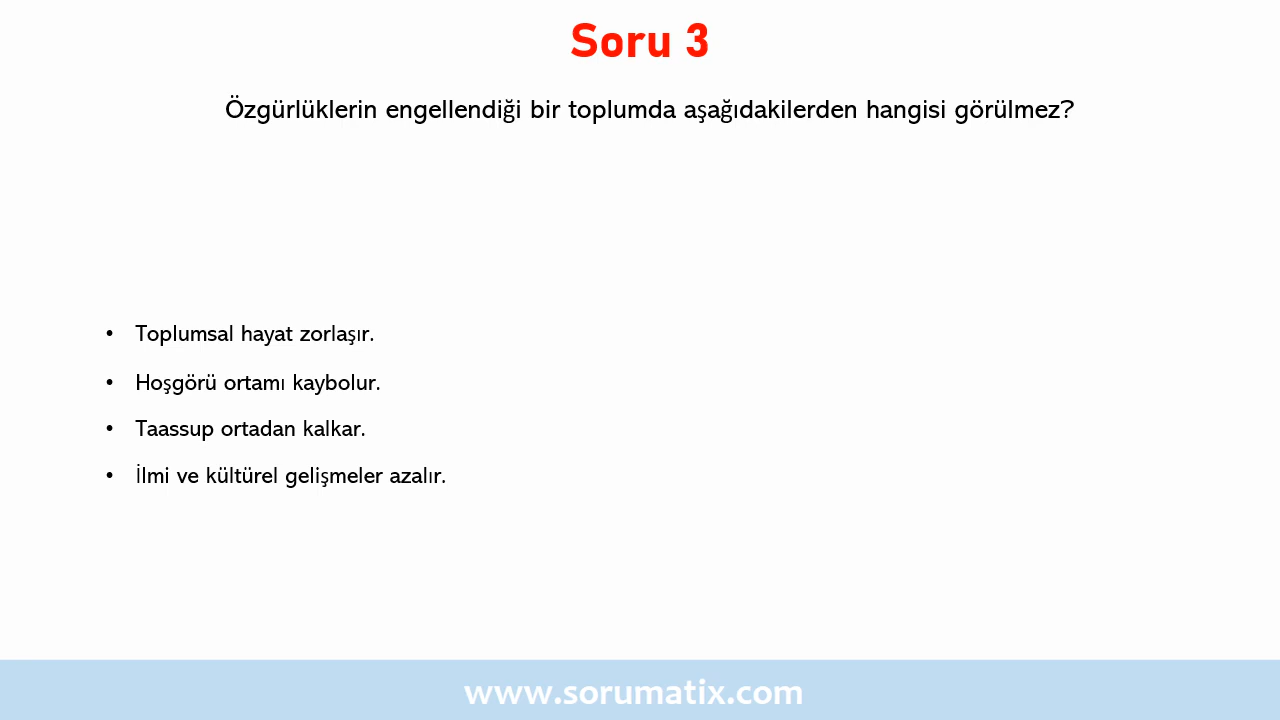 Soru 3
Özgürlüklerin engellendiği bir toplumda aşağıdakilerden hangisi görülmez?
• Toplumsal hayat zorlaşır.
• Hoşgörü ortamı kaybolur.
• Taassup ortadan kalkar.
• İlmi ve kültürel gelişmeler azalır.
www.sorumatix.com